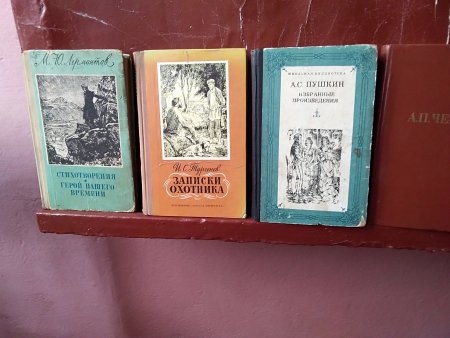 М. Ю. Лермонтов
СТИХОТВОРЕНИЯ
ГЕРОЙ НАШЕГО
ВРЕМЕНИ
И. С. Тургенев
ЗАПИСКИ
ОХОТНИКА
ШКОЛЬНАЯ БИБЛИОТЕКА
А.С. ПУШКИН
ИЗБРАННЫЕ
ПРОИЗВЕДЕНИЯ
А.П. ЧЕ